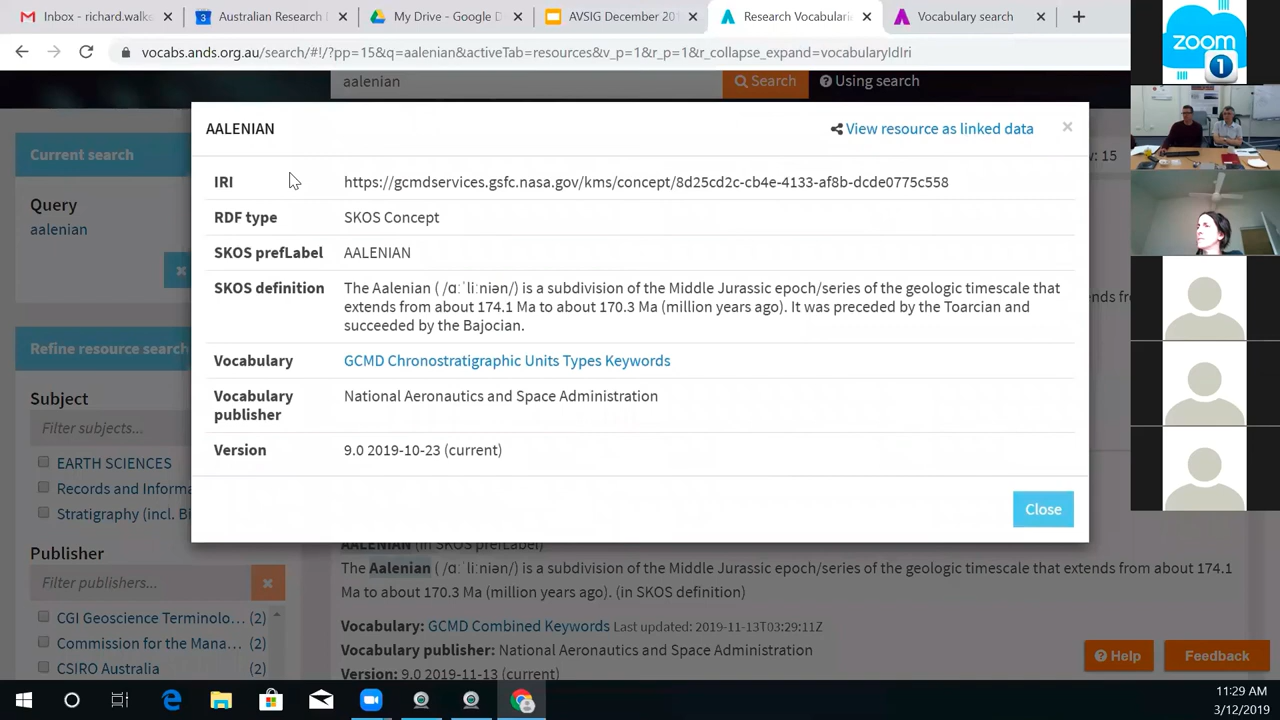 Inbox - richard.walks
Australian Research
My Drive - Google D
AVSIG December 201
Research Vocabulari
Vocabulary search
vocabs.ands.org.au/search/#!/?pp=15&q=aalenian&activeTab=resources&v_p=1&r_p=1&r_collapse_expand=vocabularyIdIri
zoom
1
aalenian
Search
Using search
Current search
Query
aalenian
AALENIAN
View resource as linked data
×
IRI
https://gcmdservices.gsfc.nasa.gov/kms/concept/8d25cd2c-cb4e-4133-af8b-dcde0775c558
RDF type
SKOS Concept
SKOS prefLabel
AALENIAN
SKOS definition
The Aalenian ( /ɑːˈliːniən/) is a subdivision of the Middle Jurassic epoch/series of the geologic timescale that
extends from about 174.1 Ma to about 170.3 Ma (million years ago). It was preceded by the Toarcian and
succeeded by the Bajocian.
Vocabulary
GCMD Chronostratigraphic Units Types Keywords
Vocabulary
publisher
National Aeronautics and Space Administration
Version
9.0 2019-10-23 (current)
Close
w: 15
ends from
Refine resource search
Subject
Filter subjects...
EARTH SCIENCES
Records and Informa
Stratigraphy (incl. Bi
Publisher
Filter publishers...
CGI Geoscience Terminolo... (2)
Commission for the Mana... (2)
CSIRO Australia (2)
AALENIAN (in SKOS prefLabel)
The Aalenian ( /ɑːˈliːniən/) is a subdivision of the Middle Jurassic epoch/series of the geologic timescale that extends from about 174.1
Ma to about 170.3 Ma (million years ago). (in SKOS definition)
Vocabulary: GCMD Combined Keywords Last updated: 2019-11-13T03:29:11Z
Vocabulary publisher: National Aeronautics and Space Administration
Version: 9.0 2019-11-13 (current)
Help
Feedback
11:29 AM
3/12/2019